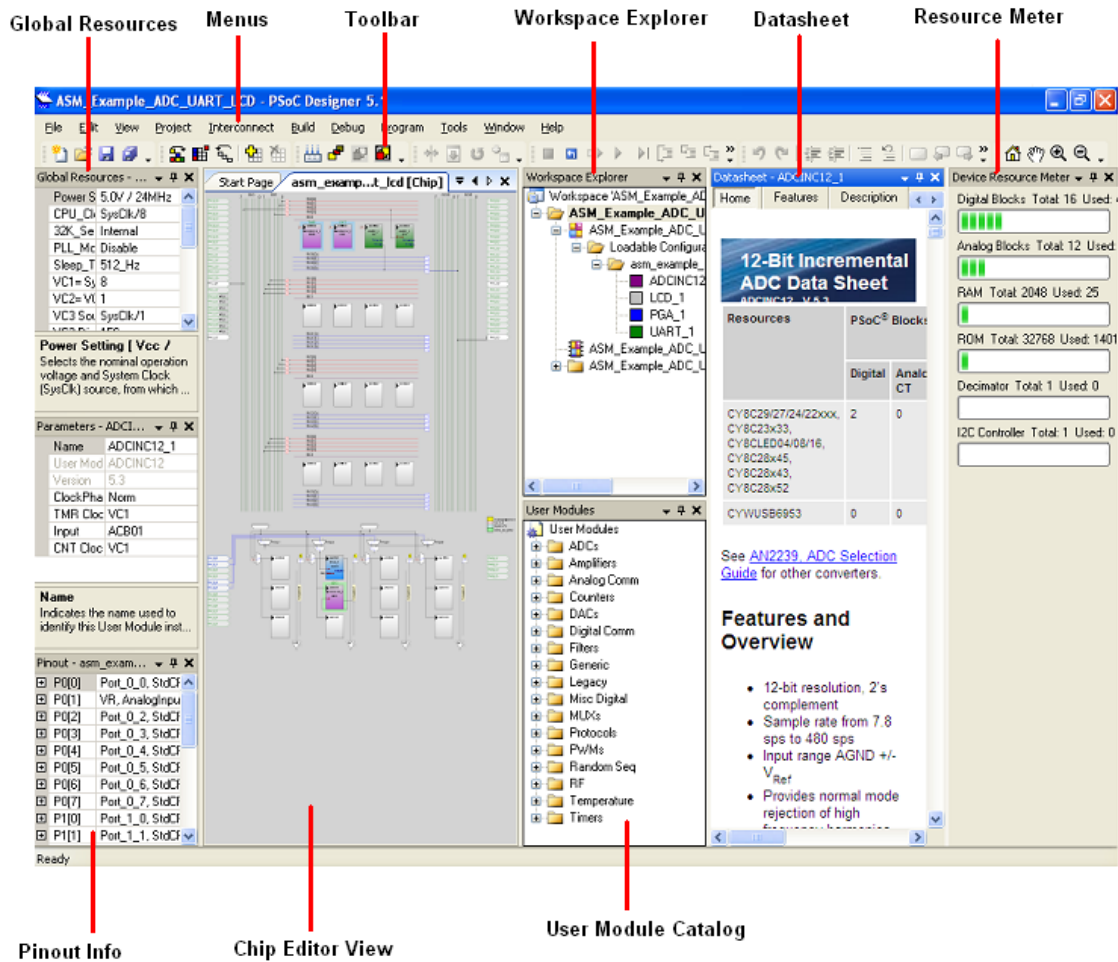 Global Resources
Menus
Toolbar
Workspace Explorer
Datasheet
Resource Meter
ASM_Example_ADC_UART_LCD - PSoC Designer 5.
File Edit View Project Interconnect Build Debug Program Tools Window Help
Global Resources - ...
Power S 5.0V / 24MHz
CPU_Cl SysClk/8
32K_Se Internal
PLL_Mc Disable
Sleep_T 512_Hz
VC1= Sy 8
VC2= VC 1
VC3 Sou SysClk/1
Power Setting [ Vcc /
Selects the nominal operation
voltage and System Clock
(SysClk) source, from which ...
Parameters - ADCI...
Name ADCINC12_1
User Mod ADCINC12
Version 5.3
ClockPha Norm
TMR Cloc VC1
Input ACB01
CNT Cloc VC1
Name
Indicates the name used to
identify this User Module inst...
Pinout - asm_exam...
P0[0] Port_0_0, StdCF
P0[1] VR, AnalogInpu
P0[2] Port_0_2, StdCF
P0[3] Port_0_3, StdCF
P0[4] Port_0_4, StdCF
P0[5] Port_0_5, StdCF
P0[6] Port_0_6, StdCF
P0[7] Port_0_7, StdCF
P1[0] Port_1_0, StdCF
P1[1] Port_1_1, StdCF
Ready
Start Page asm_examp...t_lcd [Chip]
Workspace Explorer
Workspace 'ASM_Example_AD
ASM_Example_ADC_U
ASM_Example_ADC_U
Loadable Configura
asm_example_
ADCINC12
LCD_1
PGA_1
UART_1
ASM_Example_ADC_U
ASM_Example_ADC_U
User Modules
User Modules
ADCs
Amplifiers
Analog Comm
Counters
DACs
Digital Comm
Filters
Generic
Legacy
Misc Digital
MUXs
Protocols
PWMs
Random Seq
RF
Temperature
Timers
Datasheet - ADCINC12_1
Home Features Description
12-Bit Incremental
ADC Data Sheet
ADCINC12 V 5.3
Resources PSoC® Blocks
Digital Analo
CT
CY8C29/27/24/22xxx, 2 0
CY8C23x33,
CY8CLED04/08/16,
CY8C28x45,
CY8C28x43,
CY8C28x52
CYWUSB6953 0 0
See AN2239, ADC Selection
Guide for other converters.
Features and
Overview
• 12-bit resolution, 2's
complement
• Sample rate from 7.8
sps to 480 sps
• Input range AGND +/-
VRef
• Provides normal mode
rejection of high
frequency harmonics
Device Resource Meter
Digital Blocks Total: 16 Used: 4
Analog Blocks Total: 12 Used:
RAM Total: 2048 Used: 25
ROM Total: 32768 Used: 1401
Decimator Total: 1 Used: 0
I2C Controller Total: 1 Used: 0
Pinout Info
Chip Editor View
User Module Catalog